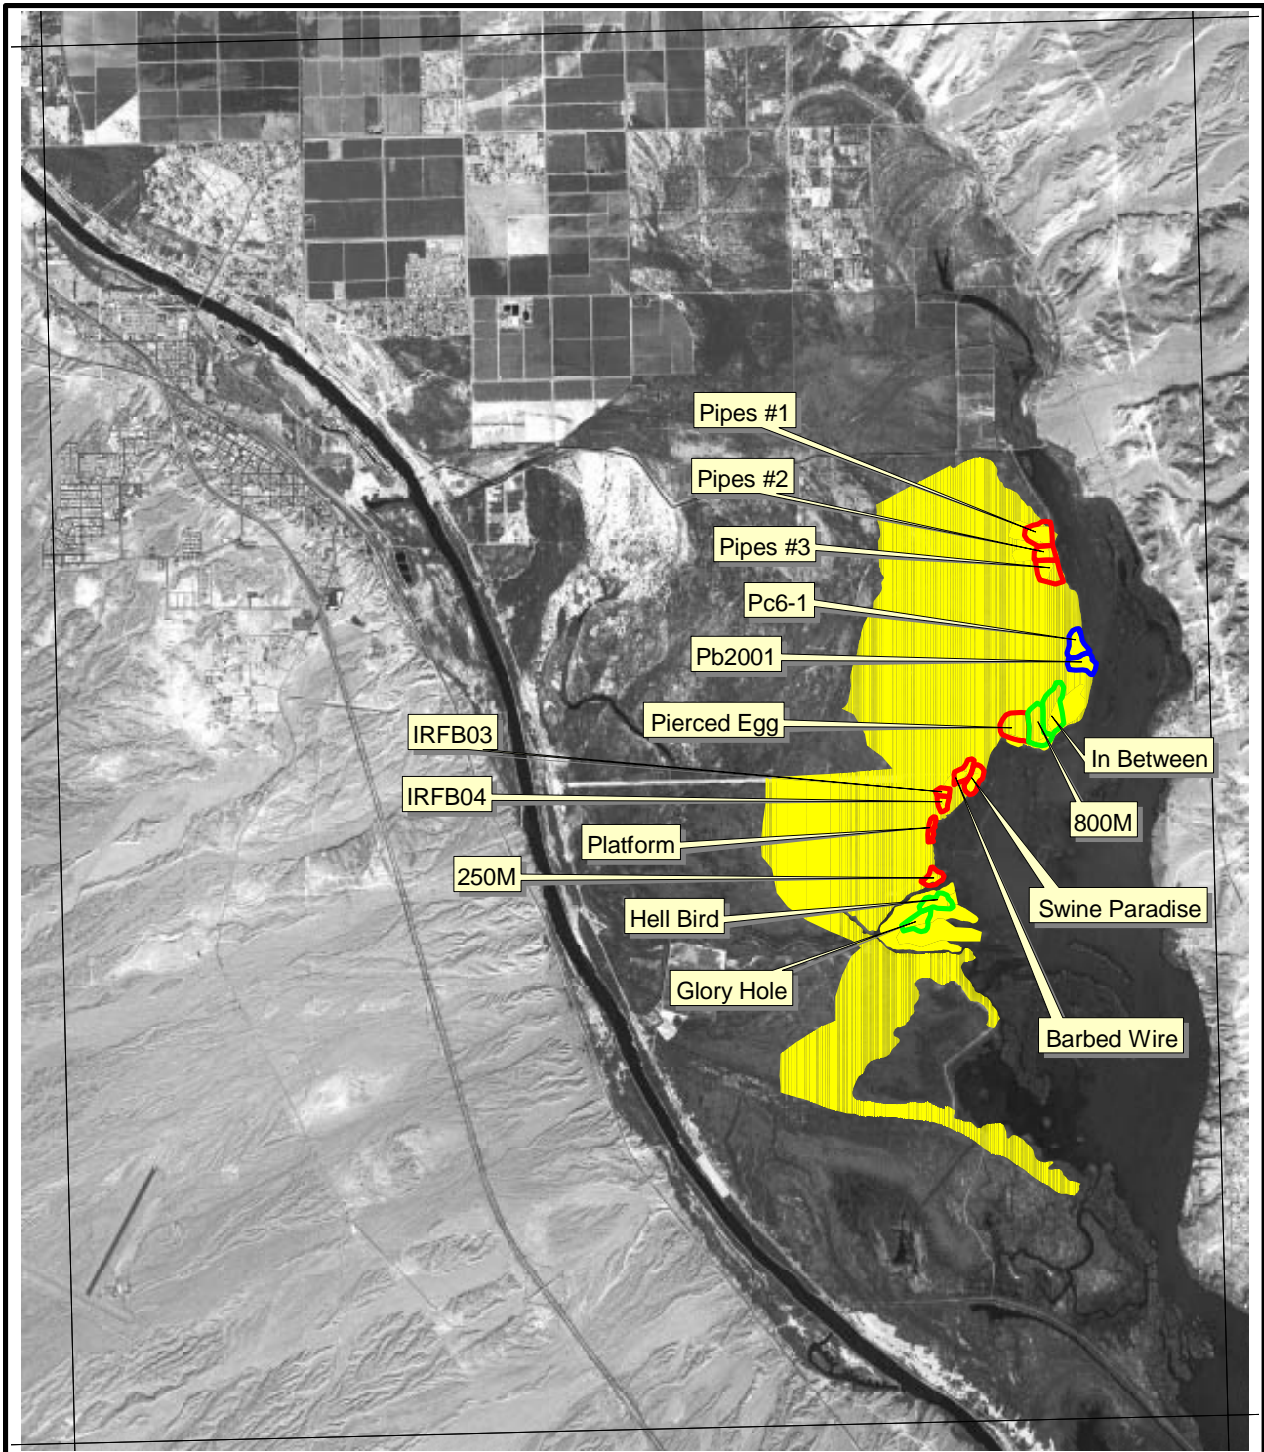 Pipes #1
Pipes #2
Pipes #3
Pc6-1
Pb2001
Pierced Egg
IRFB03
In Between
IRFB04
800M
Platform
250M
Swine Paradise
Hell Bird
Glory Hole
Barbed Wire